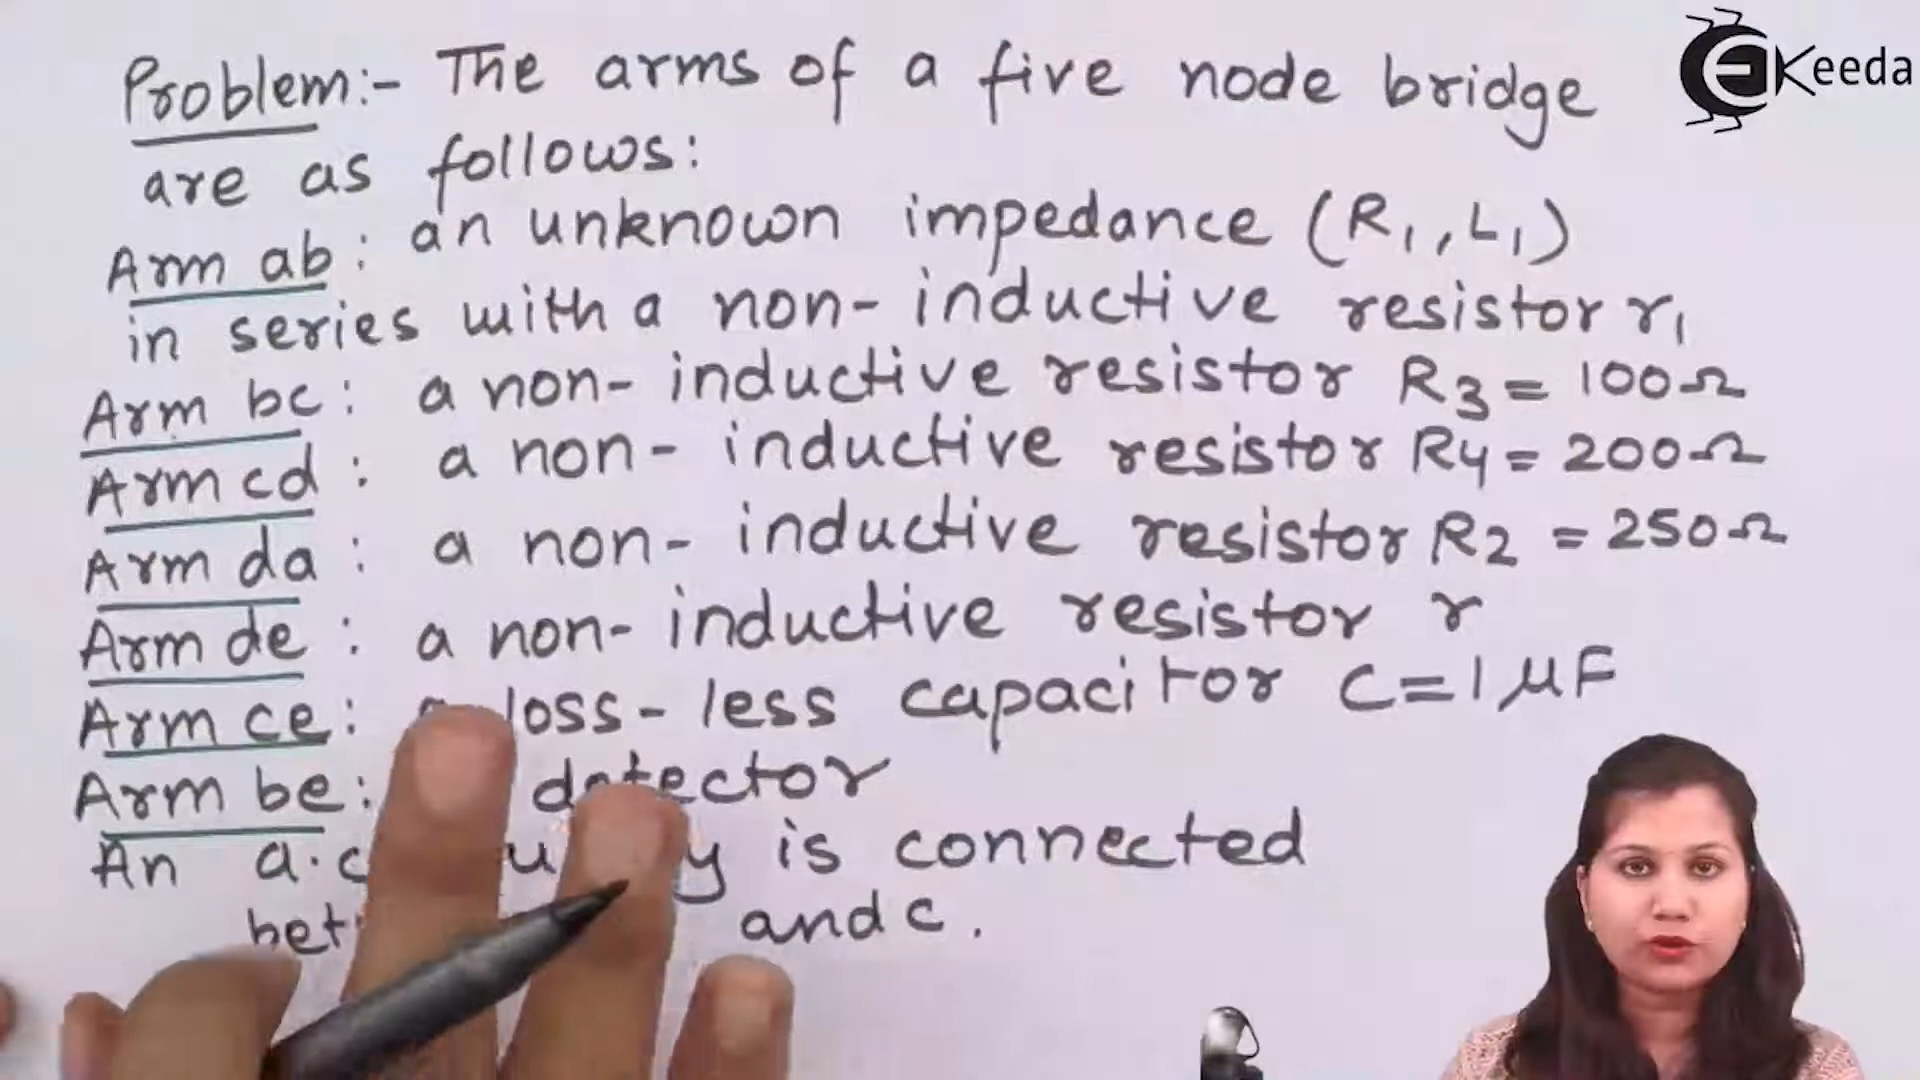 Keeda
Problem:- The arms of a five node bridge
are as follows:
Arm ab: an unknown impedance (R1, L1)
in series with a non-inductive resistor r1
Arm bc: a non-inductive resistor R3 = 100Ω
Arm cd: a non-inductive resistor R4 = 200Ω
Arm da: a non-inductive resistor R2 = 250Ω
Arm de: a non-inductive resistor r
Arm ce: a loss-less capacitor C=1μF
Arm be: detector
An a.c is connected
and c.